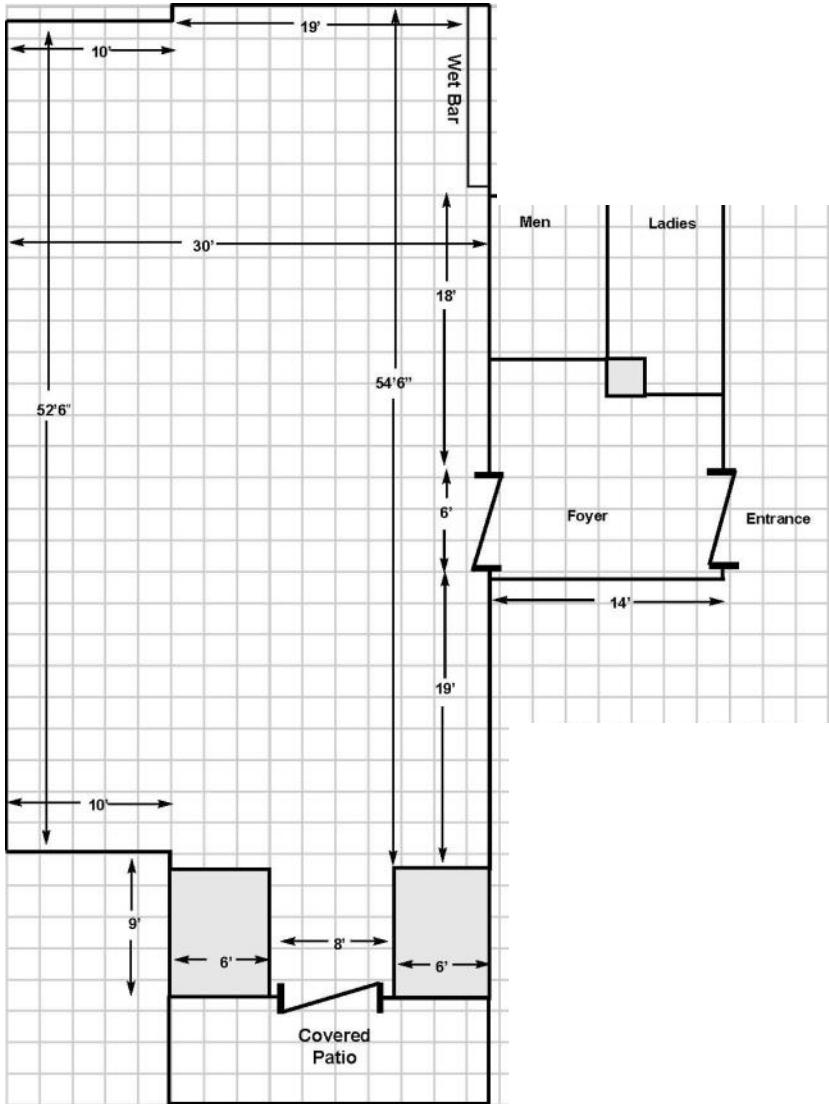 19'
10'
Wet Bar
Men
Ladies
30'
18'
54'6”
52'6"
6'
Foyer
Entrance
14'
19'
10'
9'
8'
6'
6'
Covered
Patio